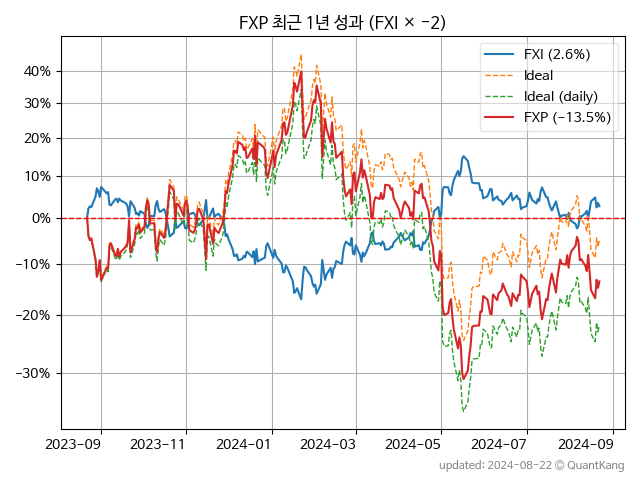 FXP 최근 1년 성과 (FXI × −2)
FXI (2.6%)
Ideal
Ideal (daily)
FXP (−13.5%)
40%
30%
20%
10%
0%
−10%
−20%
−30%
2023−09
2023−11
2024−01
2024−03
2024−05
2024−07
2024−09
updated: 2024−08−22 ⓒ QuantKang